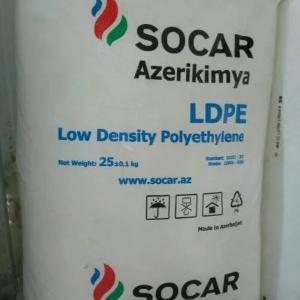 SOCAR
Azerikimya
LDPE
Low Density Polyethylene
Net Weight: 25±0,1 kg
www.socar.az
Made in Azerbaijan
SOCAR